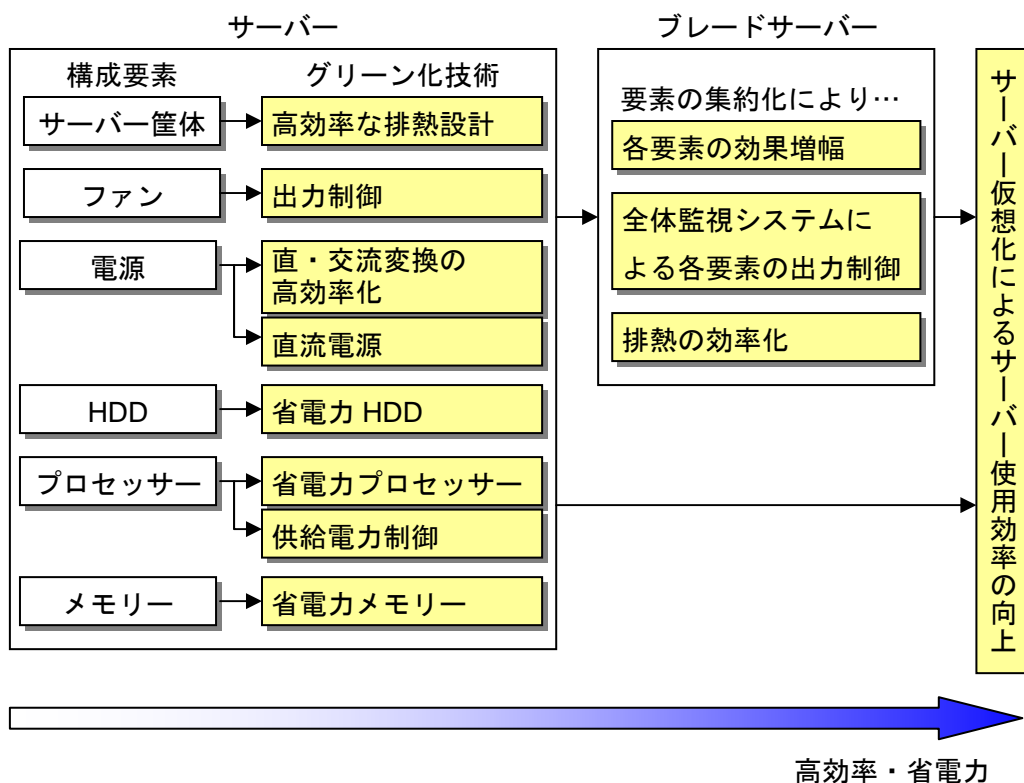 サーバー
構成要素
グリーン化技術
サーバー筐体
高効率な排熱設計
ファン
出力制御
電源
直・交流変換の
高効率化
直流電源
HDD
省電力 HDD
プロセッサー
省電力プロセッサー
供給電力制御
メモリー
省電力メモリー
ブレードサーバー
要素の集約化により…
各要素の効果増幅
全体監視システムに
よる各要素の出力制御
排熱の効率化
サーバー仮想化によるサーバー使用効率の向上
高効率・省電力